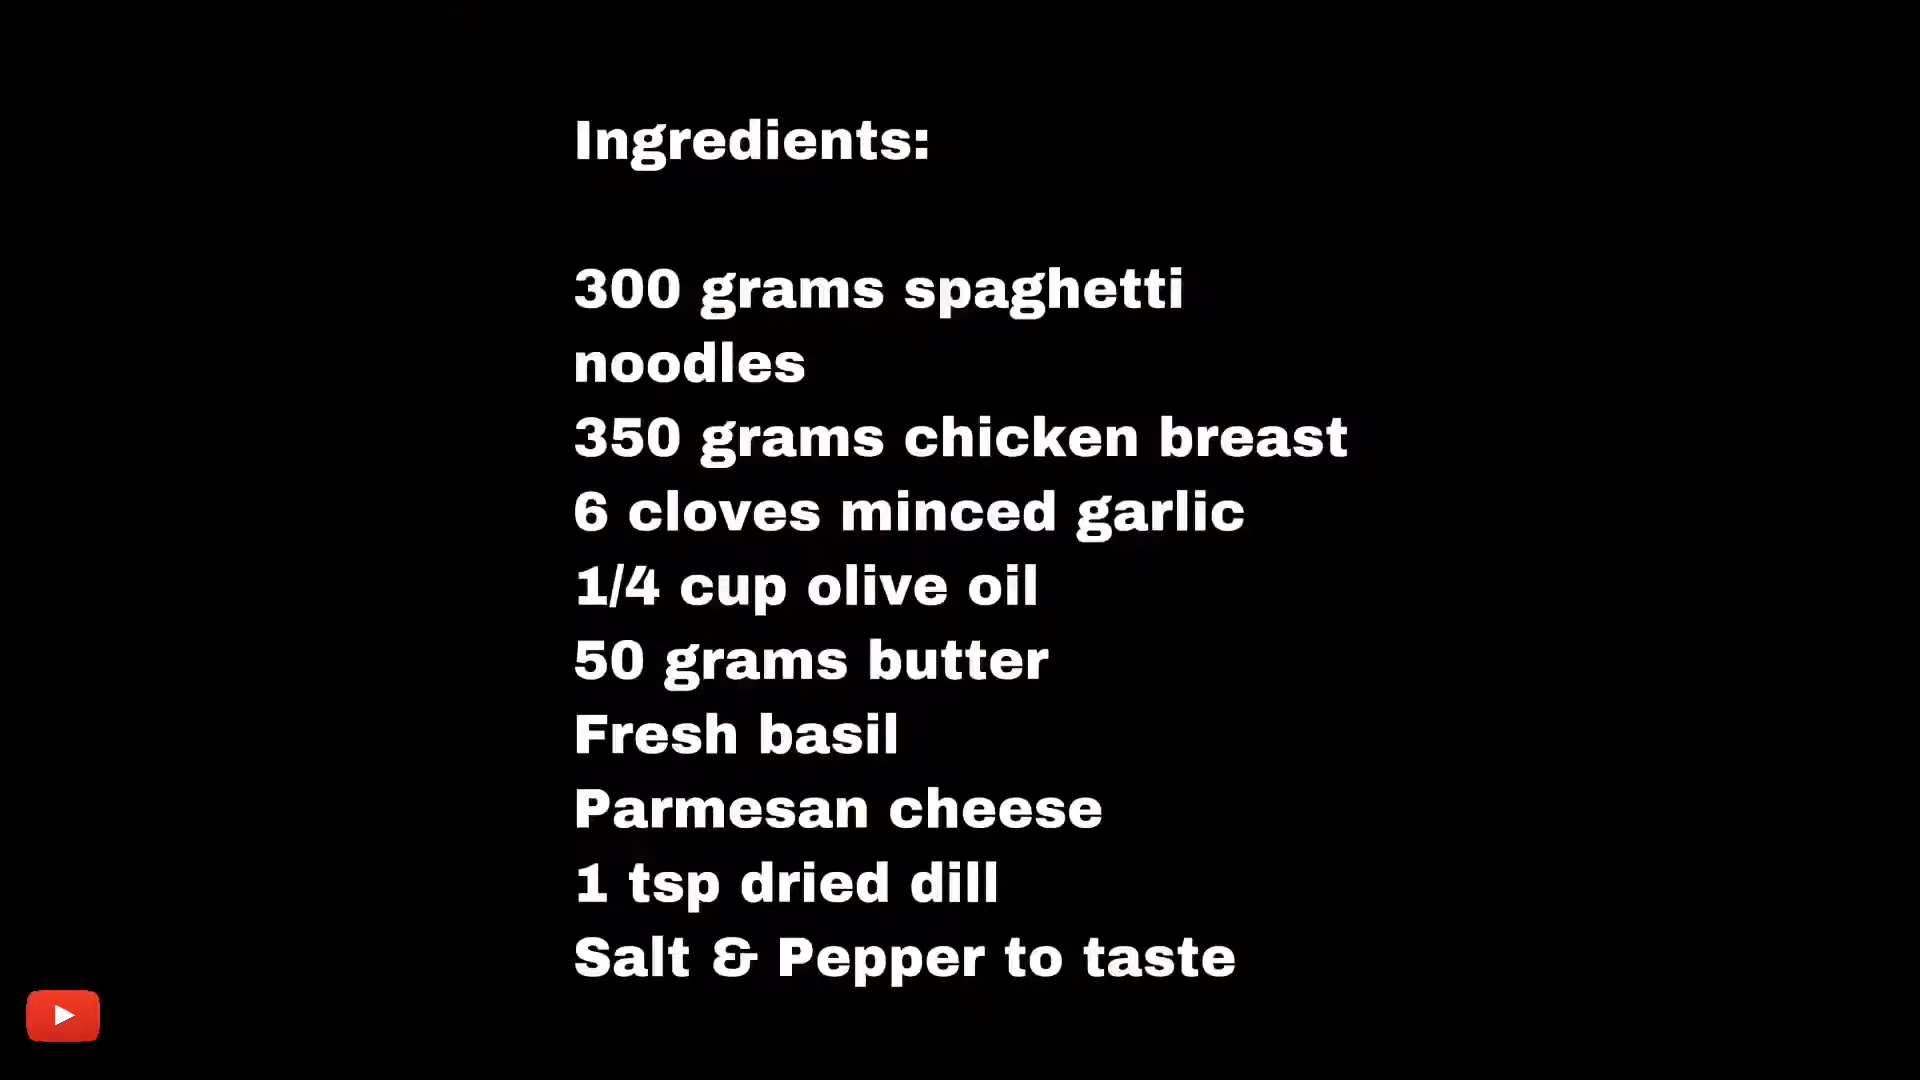 Ingredients:
300 grams spaghetti
noodles
350 grams chicken breast
6 cloves minced garlic
1/4 cup olive oil
50 grams butter
Fresh basil
Parmesan cheese
1 tsp dried dill
Salt & Pepper to taste